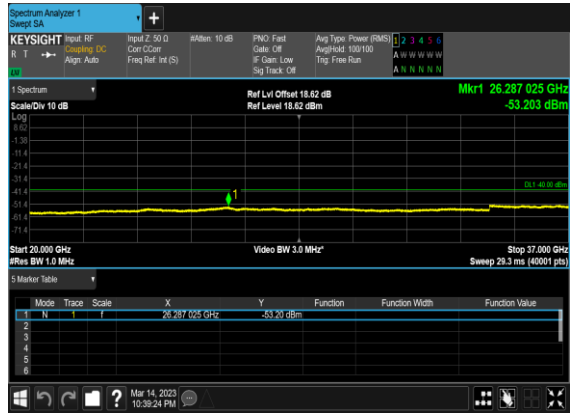 Spectrum Analyzer 1
Swept SA
+
KEYSIGHT
R T
LW
Input: RF
Coupling: DC
Align: Auto
Input Z: 50 Ω
Corr CCorr
Freq Ref: Int (S)
#Atten: 10 dB
PNO: Fast
Gate: Off
IF Gain: Low
Sig Track: Off
Avg Type: Power (RMS)
Avg|Hold: 100/100
Trig: Free Run
1 2 3 4 5 6
A W W W W W
A N N N N N
1 Spectrum
Scale/Div 10 dB
Ref Lvl Offset 18.62 dB
Ref Level 18.62 dBm
Mkr1 26.287 025 GHz
-53.203 dBm
Log
8.62
-1.38
-11.4
-21.4
-31.4
-41.4
-51.4
-61.4
-71.4
1
DL1 -40.00 dBm
Start 20.000 GHz
#Res BW 1.0 MHz
Video BW 3.0 MHz*
Stop 37.000 GHz
Sweep 29.3 ms (40001 pts)
5 Marker Table
Mode Trace Scale X Y Function Function Width Function Value
1 N 1 f 26.287 025 GHz -53.20 dBm
2
3
4
5
6
?
Mar 14, 2023
10:39:24 PM